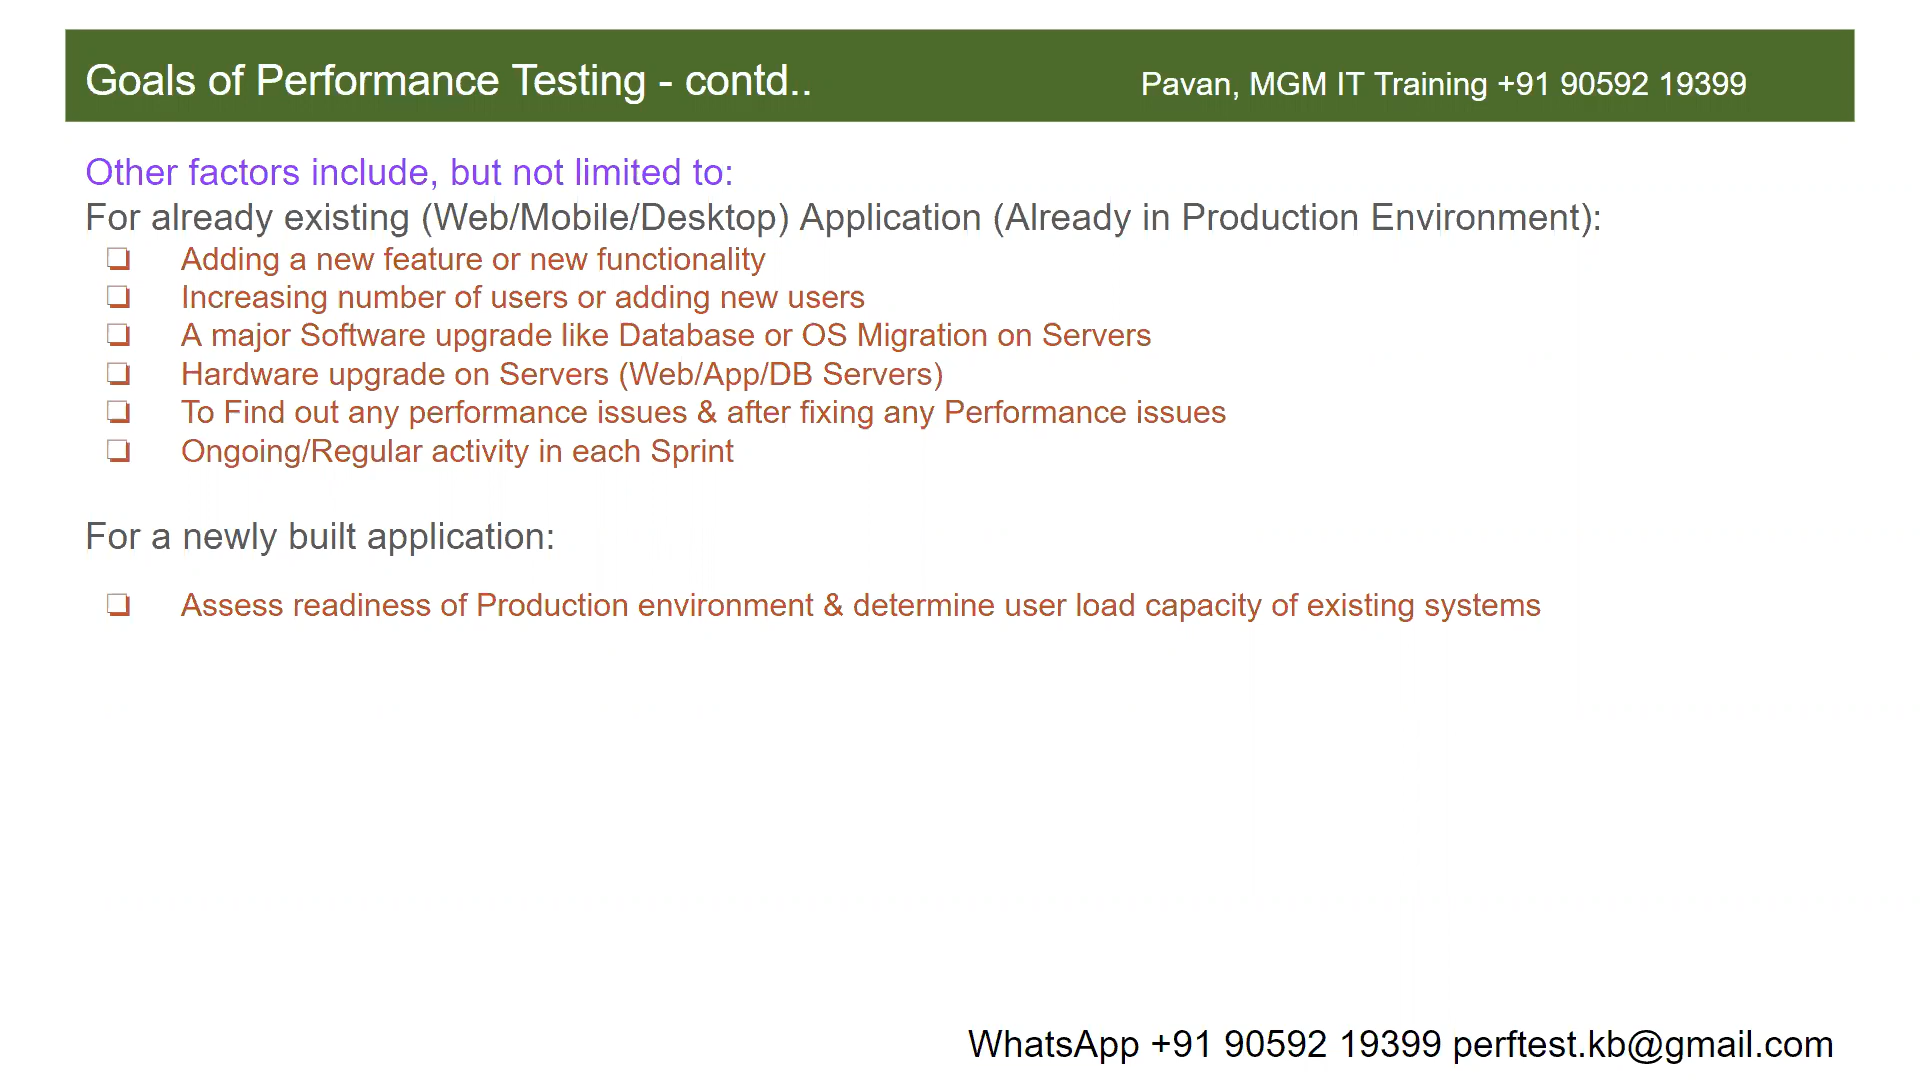 Goals of Performance Testing - contd..
Pavan, MGM IT Training +91 90592 19399
Other factors include, but not limited to:
For already existing (Web/Mobile/Desktop) Application (Already in Production Environment):
❏ Adding a new feature or new functionality
❏ Increasing number of users or adding new users
❏ A major Software upgrade like Database or OS Migration on Servers
❏ Hardware upgrade on Servers (Web/App/DB Servers)
❏ To Find out any performance issues & after fixing any Performance issues
❏ Ongoing/Regular activity in each Sprint
For a newly built application:
❏ Assess readiness of Production environment & determine user load capacity of existing systems
WhatsApp +91 90592 19399 perftest.kb@gmail.com